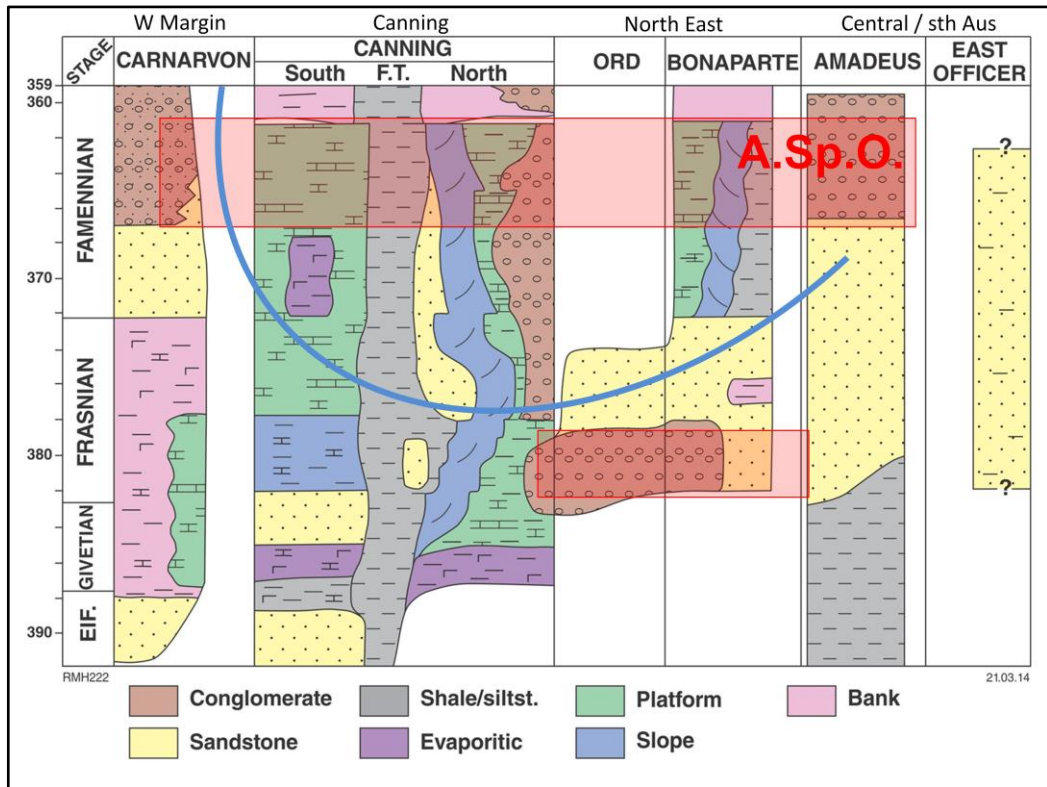 W Margin Canning North East Central / sth Aus
STAGE CARNARVON CANNING ORD BONAPARTE AMADEUS EAST OFFICER
South F.T. North
359
360
FAMENNIAN
A.Sp.O.
?
370
FRASNIAN
380
?
GIVETIAN
EIF.
390
RMH222 21.03.14
Conglomerate Shale/siltst. Platform Bank
Sandstone Evaporitic Slope